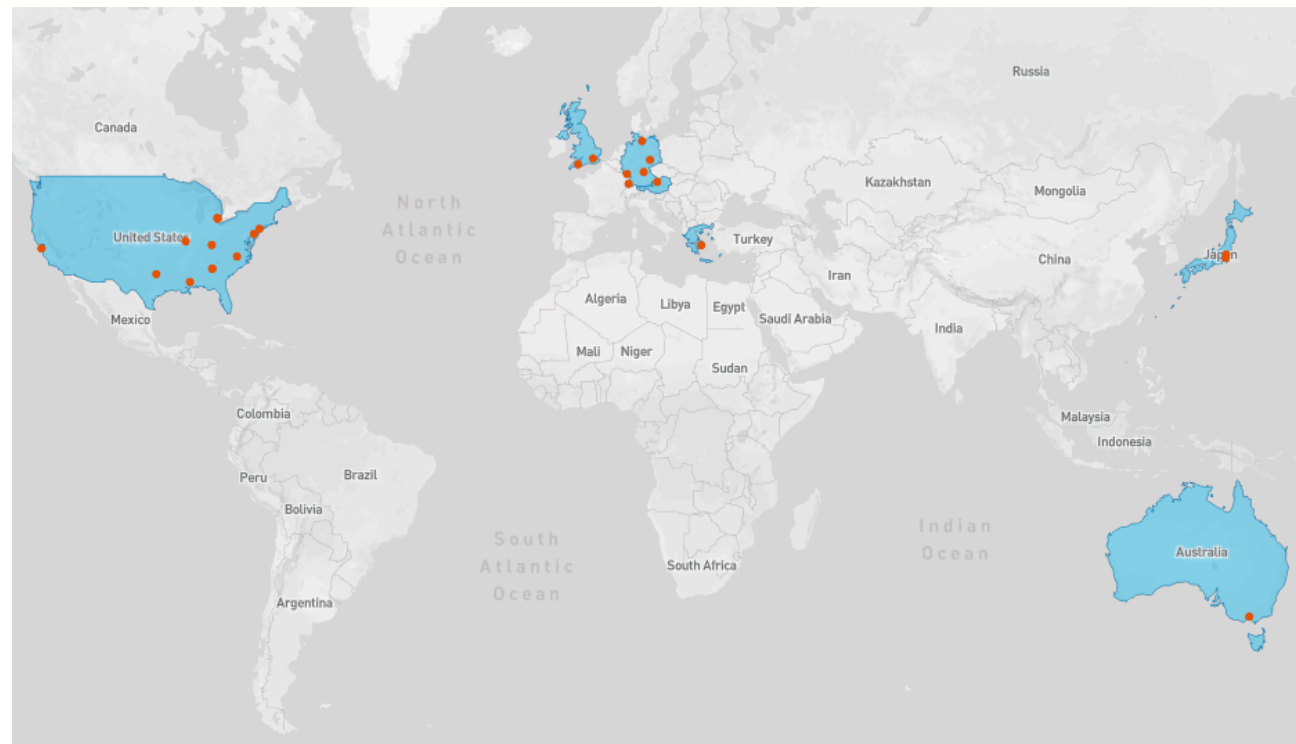 Russia
Canada
Kazakhstan
Mongolia
North
Atlantic
Ocean
United States
Turkey
Japan
China
Iran
Algeria
Libya
Egypt
Saudi Arabia
Mexico
India
Mali
Niger
Sudan
Colombia
Malaysia
Indonesia
Peru
Brazil
Bolivia
Indian
Ocean
South
Atlantic
Ocean
Australia
South Africa
Argentina